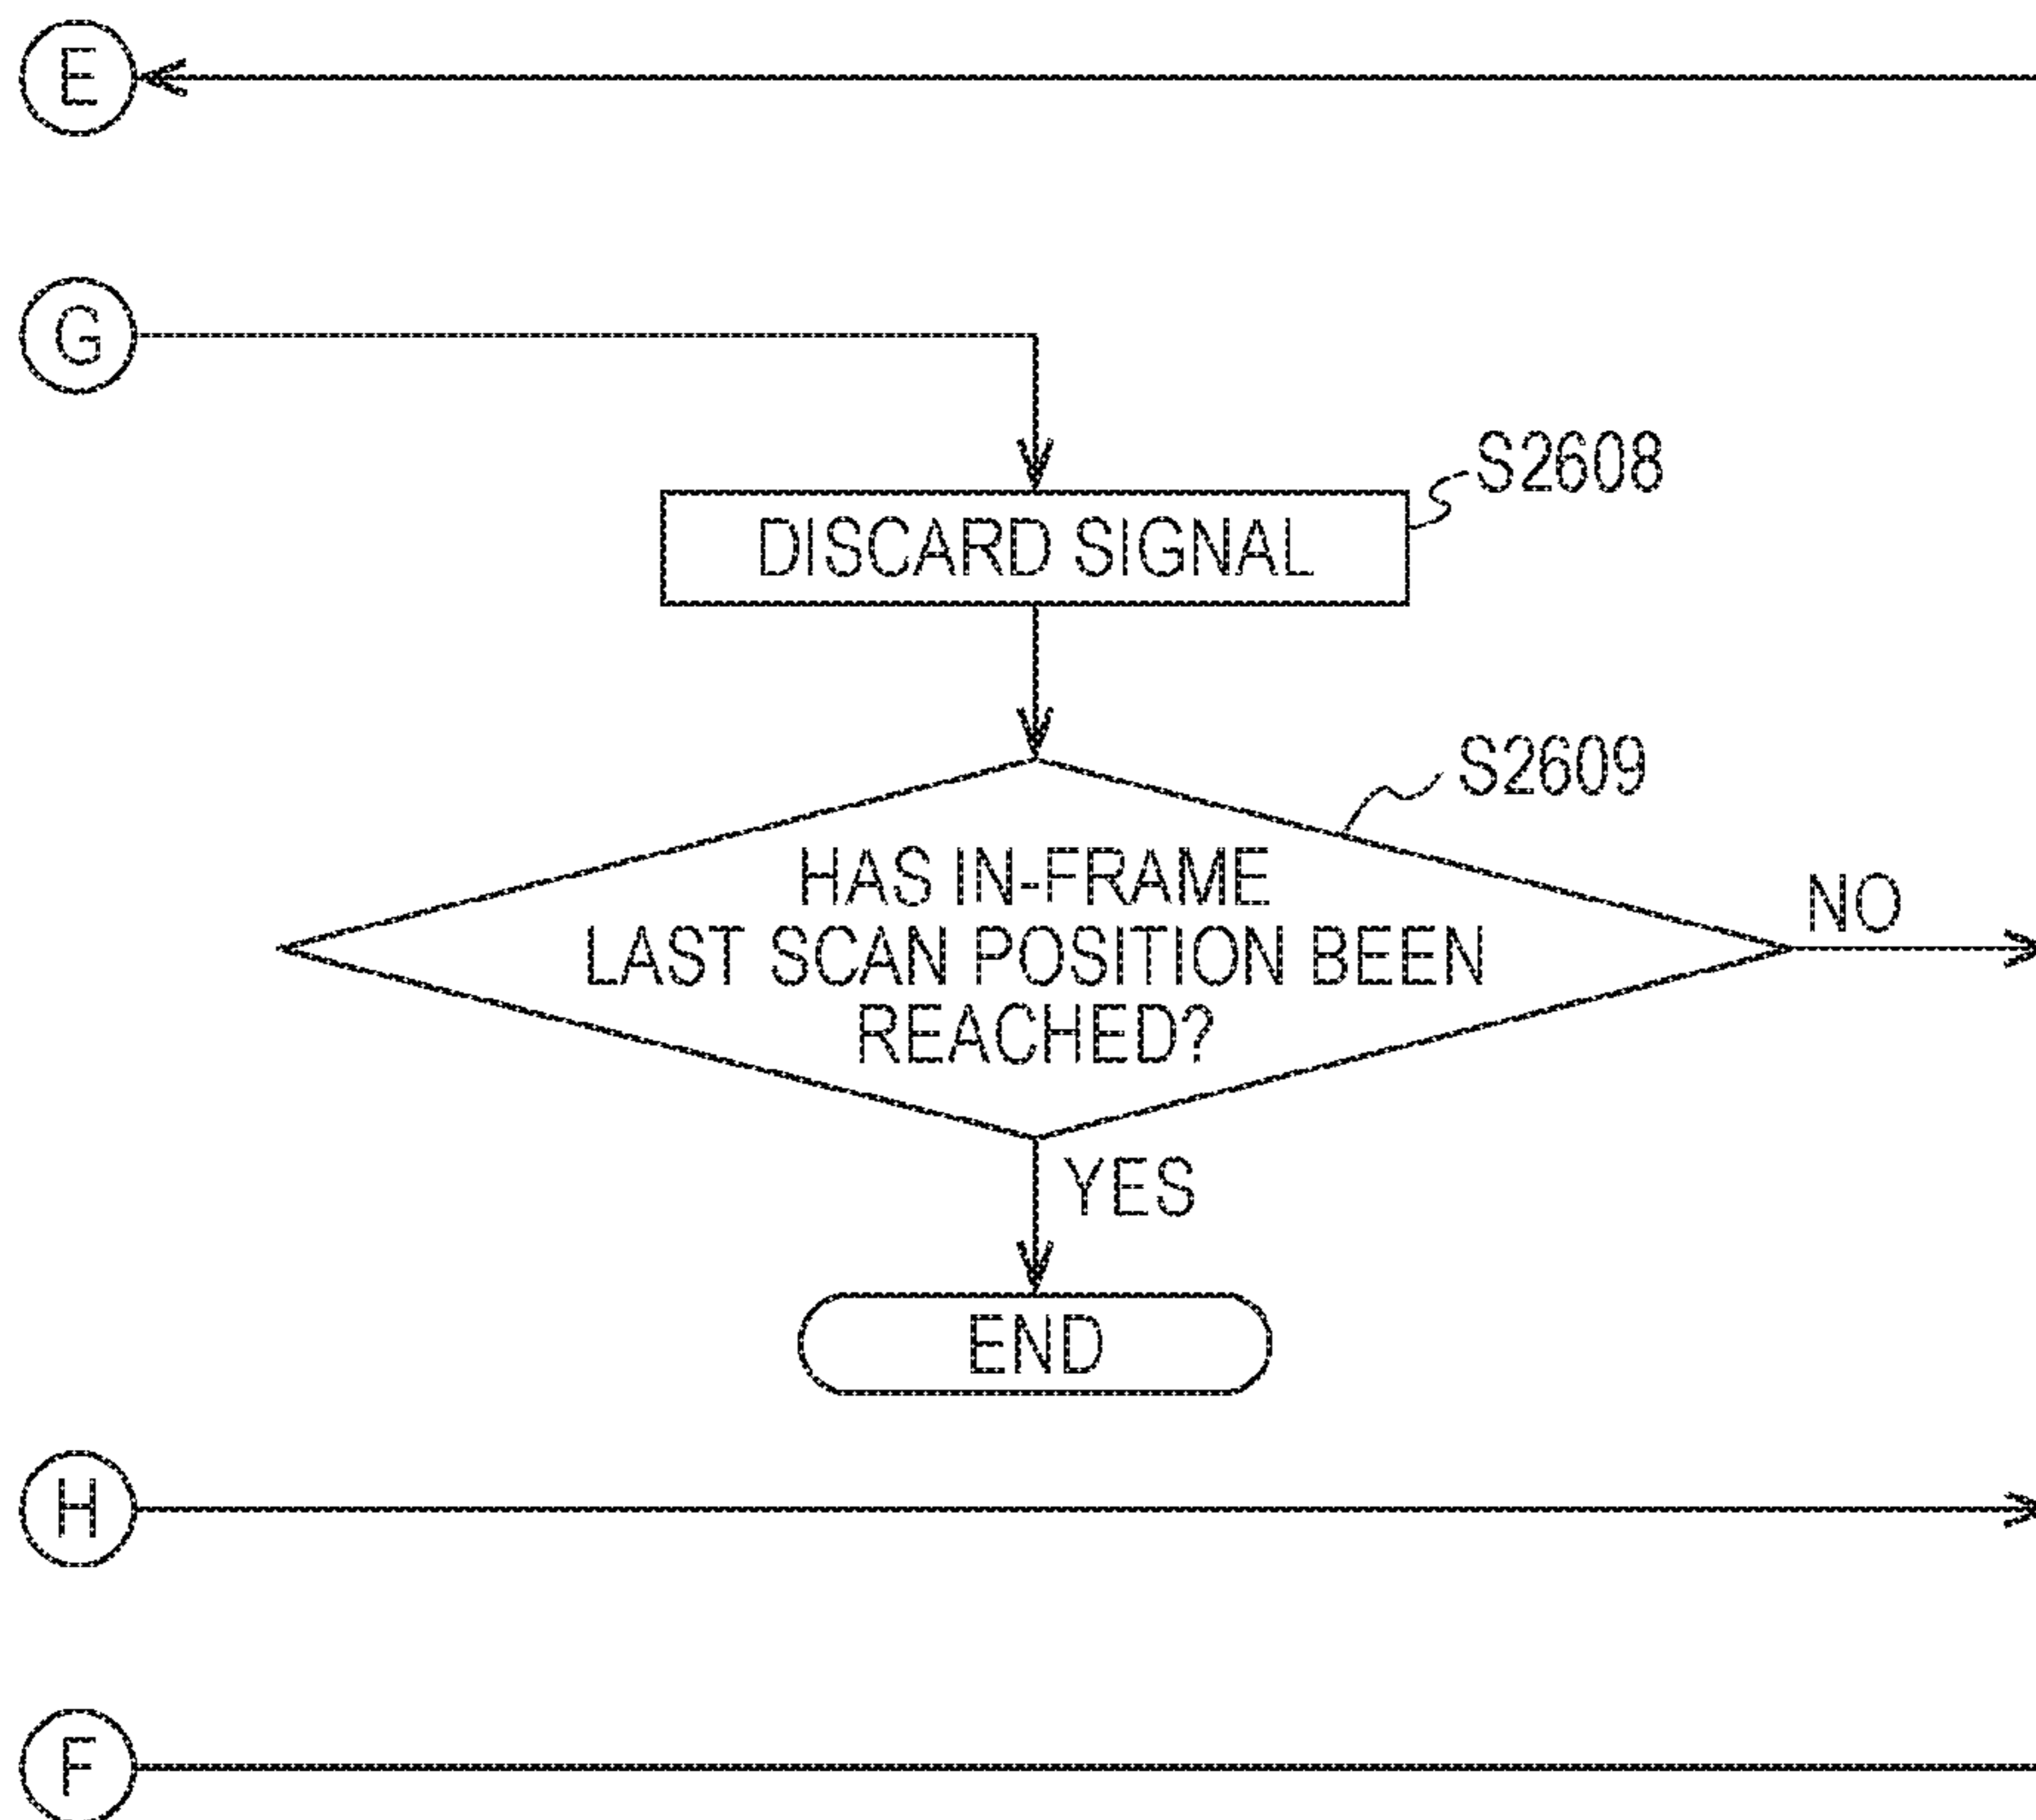 E
G
S2608
DISCARD SIGNAL
S2609
HAS IN-FRAME
LAST SCAN POSITION BEEN
REACHED?
NO
YES
END
H
F